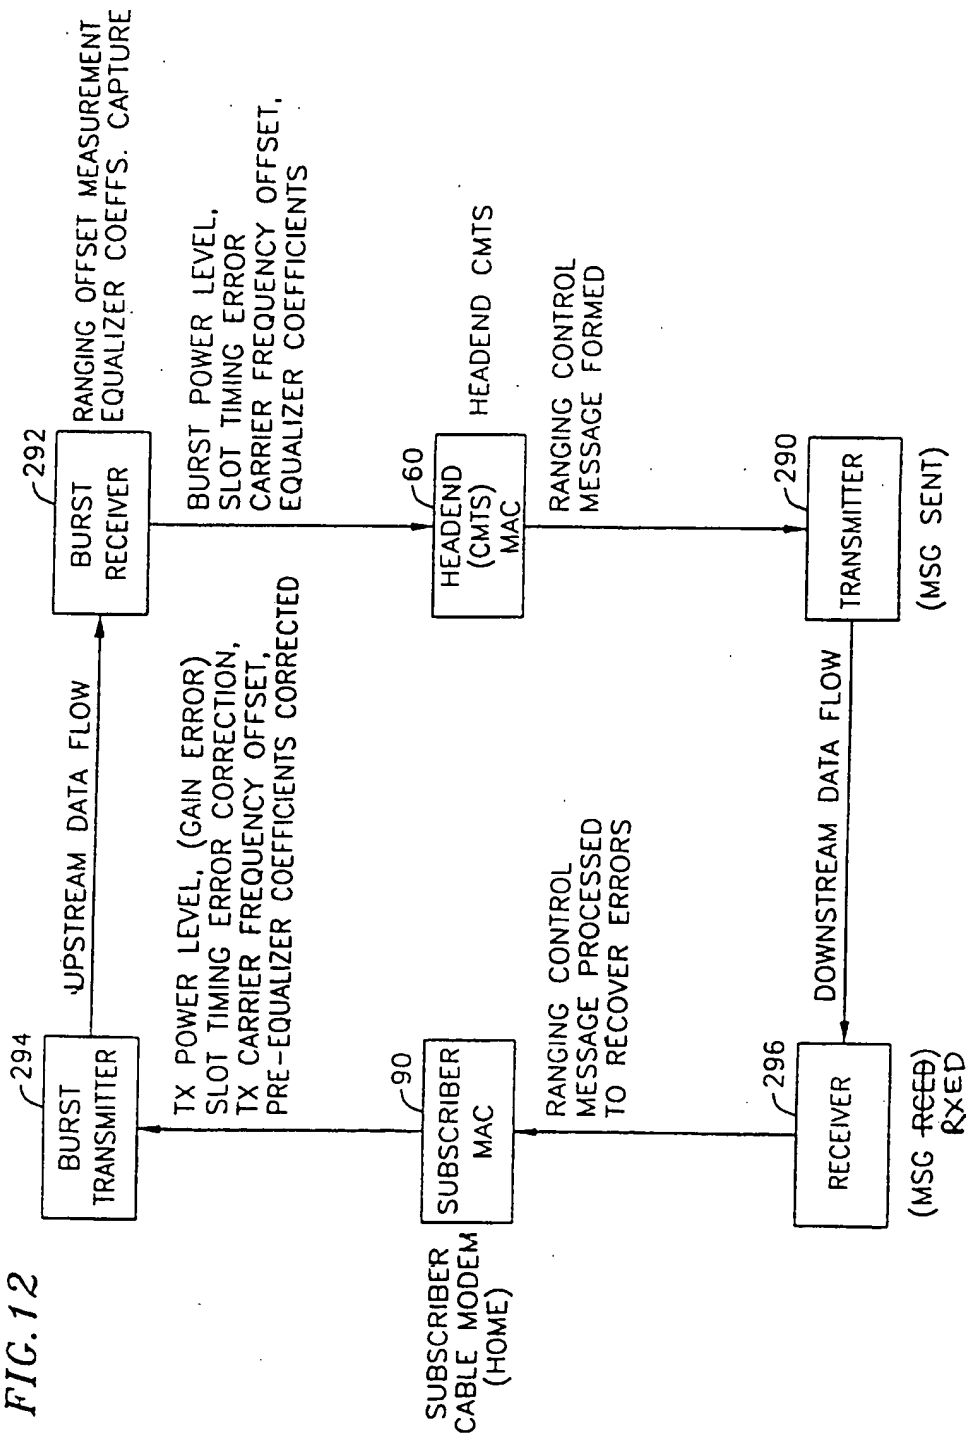 FIG.12
294
BURST
TRANSMITTER
UPSTREAM DATA FLOW
292
BURST
RECEIVER
RANGING OFFSET MEASUREMENT
EQUALIZER COEFFS. CAPTURE
TX POWER LEVEL, (GAIN ERROR)
SLOT TIMING ERROR CORRECTION,
TX CARRIER FREQUENCY OFFSET,
PRE-EQUALIZER COEFFICIENTS CORRECTED
BURST POWER LEVEL,
SLOT TIMING ERROR
CARRIER FREQUENCY OFFSET,
EQUALIZER COEFFICIENTS
SUBSCRIBER
CABLE MODEM
(HOME)
90
SUBSCRIBER
MAC
60
HEADEND
(CMTS)
MAC
HEADEND CMTS
RANGING CONTROL
MESSAGE PROCESSED
TO RECOVER ERRORS
RANGING CONTROL
MESSAGE FORMED
296
RECEIVER
(MSG RCED)
RXED
DOWNSTREAM DATA FLOW
290
TRANSMITTER
(MSG SENT)